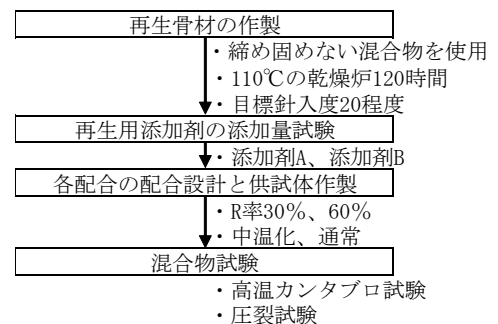 再生骨材の作製
・締め固めない混合物を使用
・110℃の乾燥炉120時間
・目標針入度20程度
再生用添加剤の添加量試験
・添加剤A、添加剤B
各配合の配合設計と供試体作製
・R率30%、60%
・中温化、通常
混合物試験
・高温カンタブロ試験
・圧裂試験